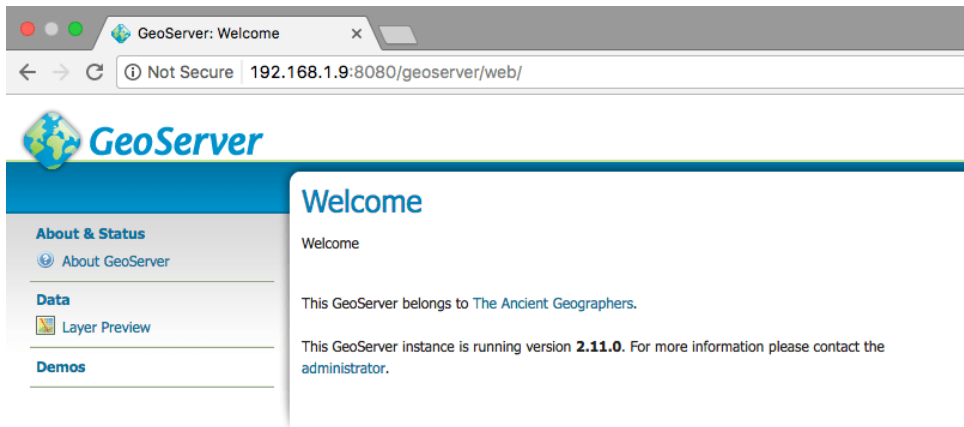 GeoServer: Welcome
Not Secure 192.168.1.9:8080/geoserver/web/
GeoServer
Welcome
About & Status
Welcome
About GeoServer
Data
This GeoServer belongs to The Ancient Geographers.
Layer Preview
This GeoServer instance is running version 2.11.0. For more information please contact the
Demos
administrator.